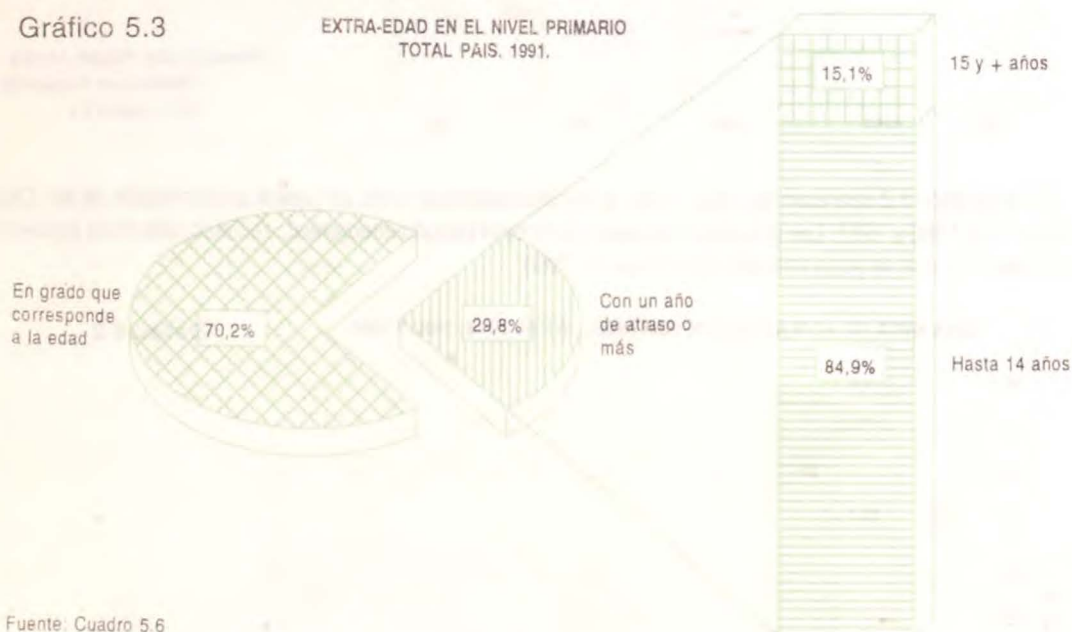 Gráfico 5.3
EXTRA-EDAD EN EL NIVEL PRIMARIO
TOTAL PAIS. 1991.
15,1%
15 y + años
En grado que
corresponde
a la edad
70,2%
29,8%
Con un año
de atraso o
más
84,9%
Hasta 14 años
Fuente: Cuadro 5.6